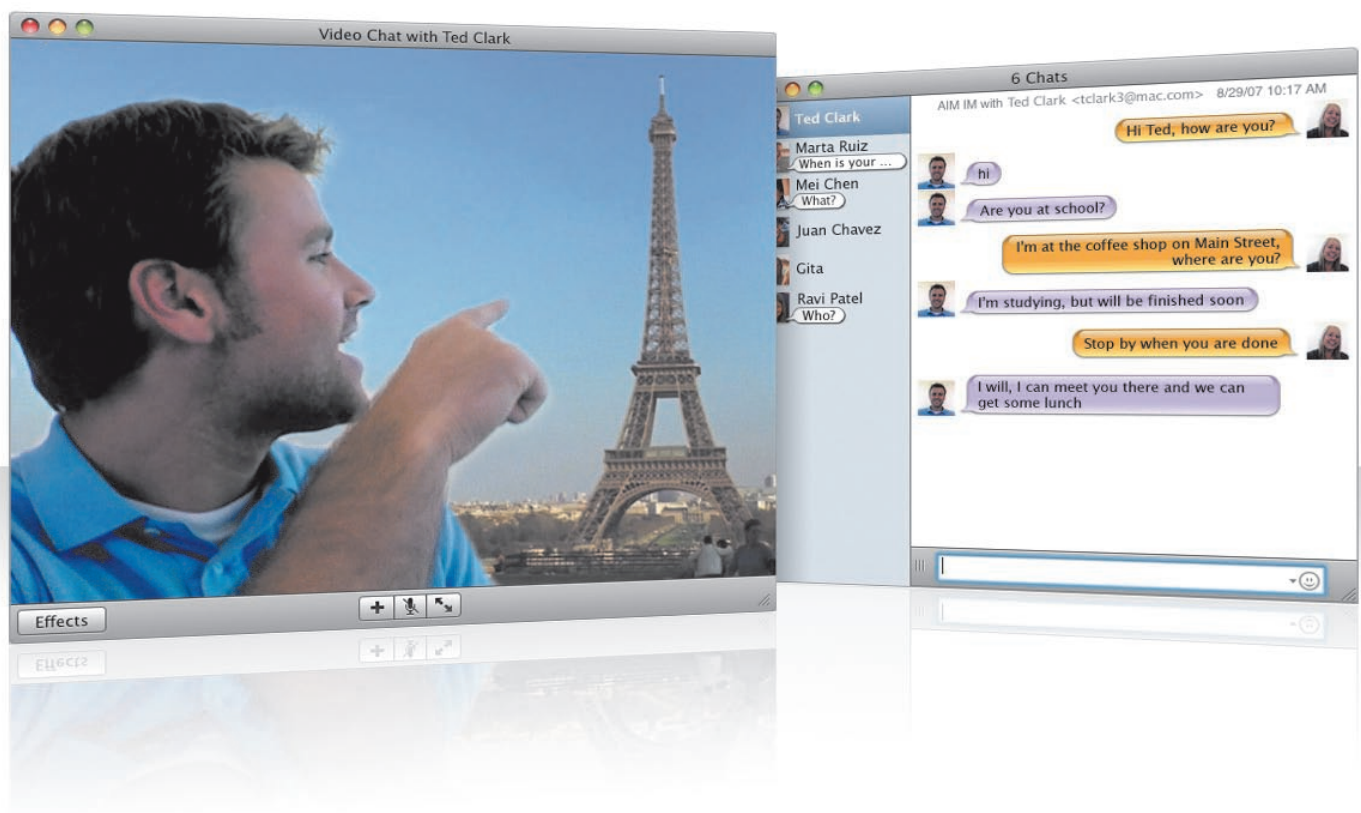 Video Chat with Ted Clark
Effects
6 Chats
Ted Clark
Marta Ruiz
When is your ...
Mei Chen
What?
Juan Chavez
Gita
Ravi Patel
Who?
AIM IM with Ted Clark <tclark3@mac.com> 8/29/07 10:17 AM
Hi Ted, how are you?
hi
Are you at school?
I'm at the coffee shop on Main Street,
where are you?
I'm studying, but will be finished soon
Stop by when you are done
I will, I can meet you there and we can
get some lunch